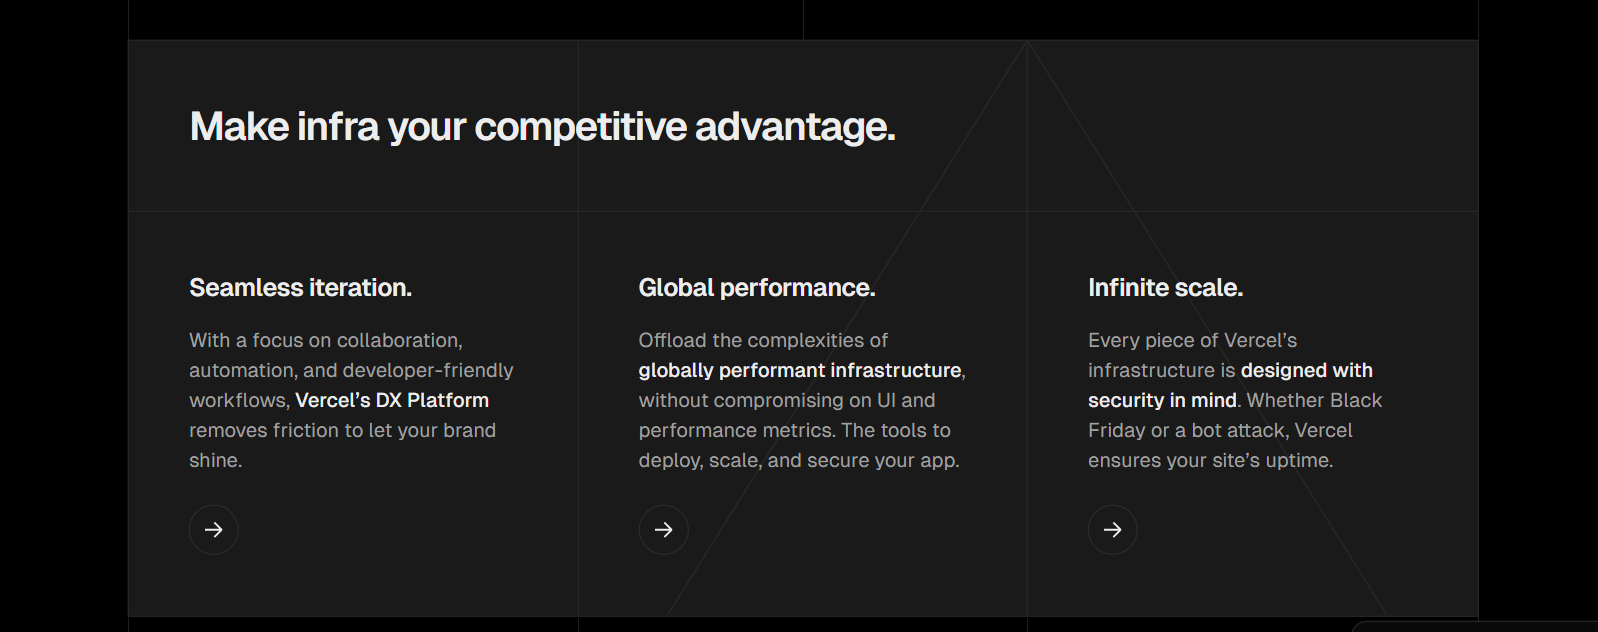 Make infra your competitive advantage.
Seamless iteration.
With a focus on collaboration,
automation, and developer-friendly
workflows, Vercel’s DX Platform
removes friction to let your brand
shine.
Global performance.
Offload the complexities of
globally performant infrastructure,
without compromising on UI and
performance metrics. The tools to
deploy, scale, and secure your app.
Infinite scale.
Every piece of Vercel’s
infrastructure is designed with
security in mind. Whether Black
Friday or a bot attack, Vercel
ensures your site’s uptime.